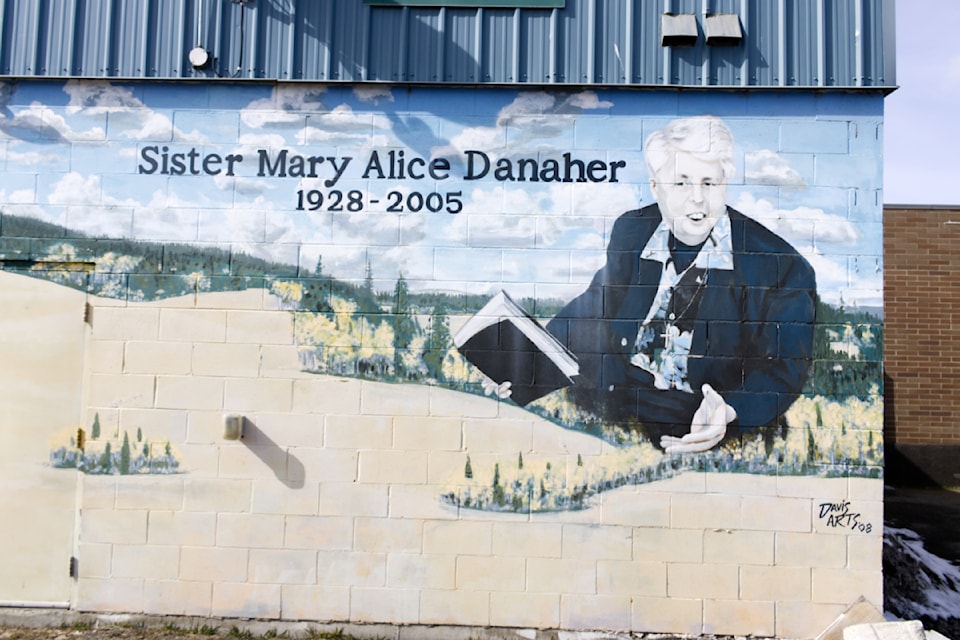 Sister Mary Alice Danaher
1928-2005
DAVIS
ARTS '08